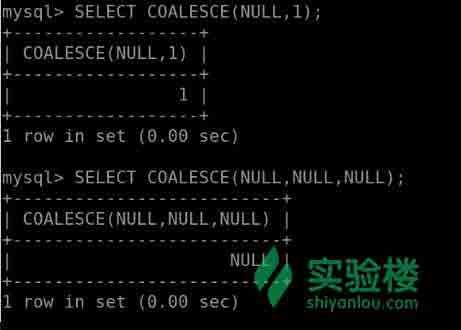 mysql> SELECT COALESCE(NULL,1);
+------------------+
| COALESCE(NULL,1) |
+------------------+
|                1 |
+------------------+
1 row in set (0.00 sec)
mysql> SELECT COALESCE(NULL,NULL,NULL);
+--------------------------+
| COALESCE(NULL,NULL,NULL) |
+--------------------------+
|                     NULL |
+--------------------------+
1 row in set (0.00 sec)
实验楼
shiyanlou.com